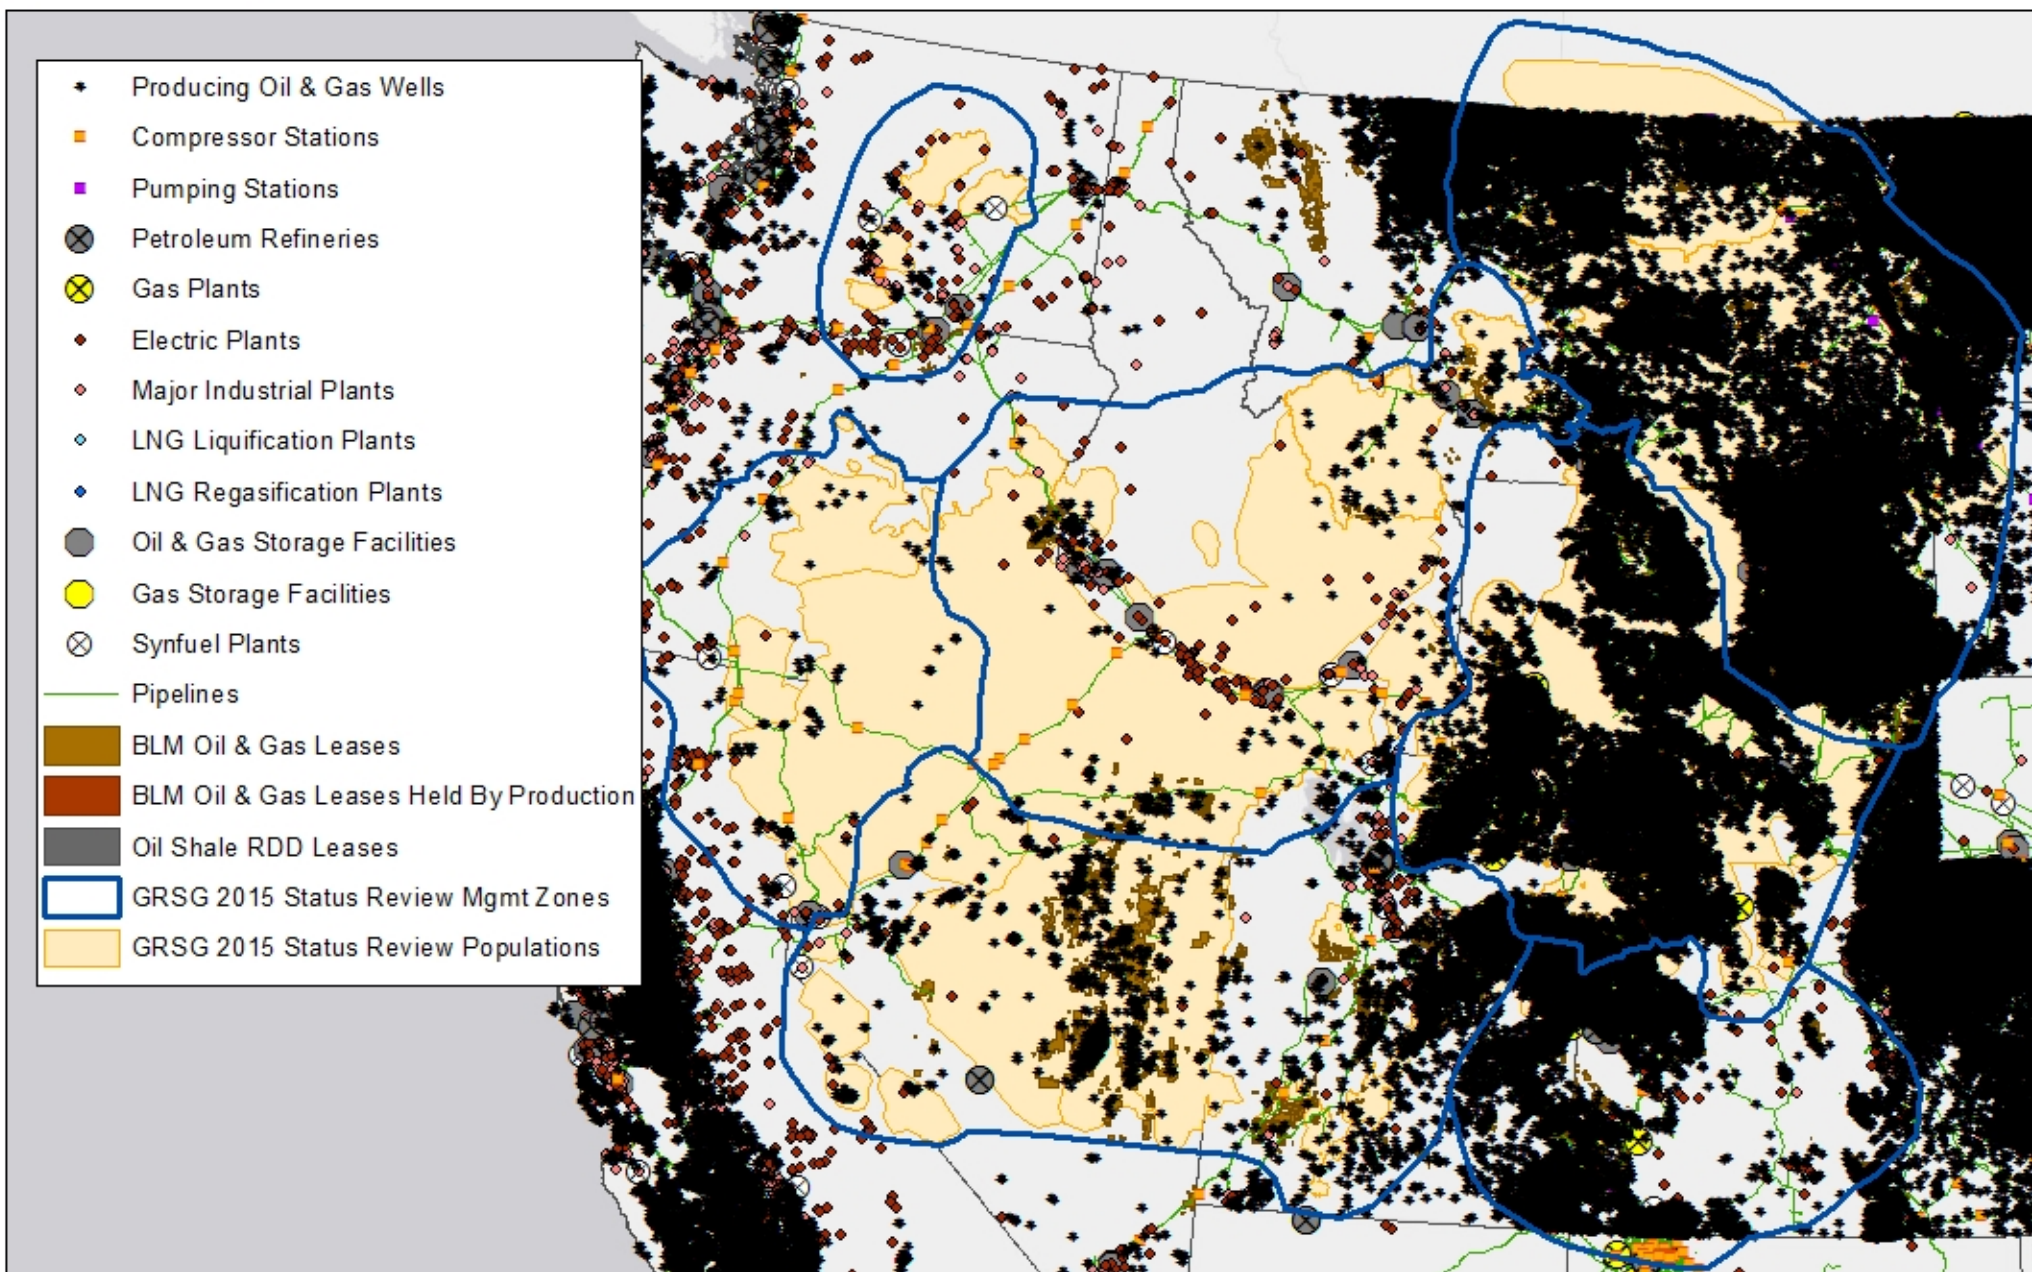 Producing Oil & Gas Wells
Compressor Stations
Pumping Stations
Petroleum Refineries
Gas Plants
Electric Plants
Major Industrial Plants
LNG Liquification Plants
LNG Regasification Plants
Oil & Gas Storage Facilities
Gas Storage Facilities
Synfuel Plants
Pipelines
BLM Oil & Gas Leases
BLM Oil & Gas Leases Held By Production
Oil Shale RDD Leases
GRSG 2015 Status Review Mgmt Zones
GRSG 2015 Status Review Populations